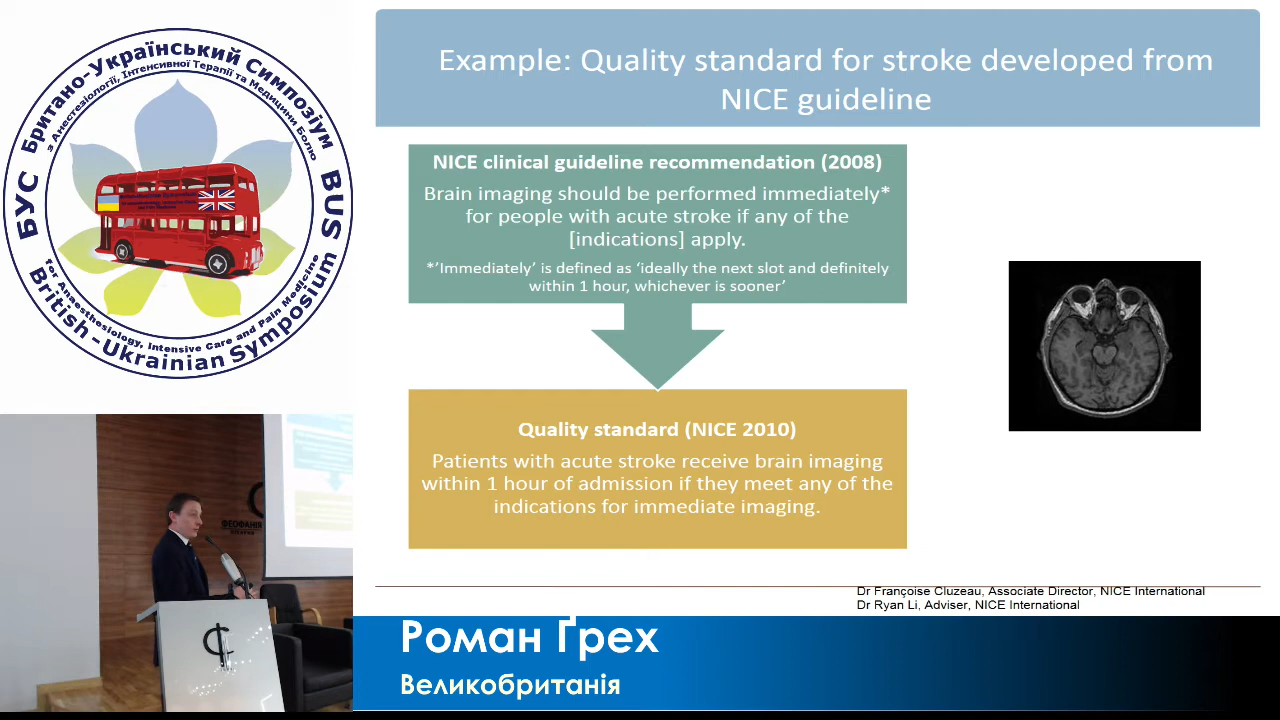 Британо-Український Симпозіум
з Анестезіології, Інтенсивної Терапії та Медицини Болю
БУС
BUS
for Anaesthesiology, Intensive Care and Pain Medicine
British-Ukrainian Symposium
Example: Quality standard for stroke developed from
NICE guideline
NICE clinical guideline recommendation (2008)
Brain imaging should be performed immediately*
for people with acute stroke if any of the
[indications] apply.
*’Immediately’ is defined as ‘ideally the next slot and definitely
within 1 hour, whichever is sooner’
Quality standard (NICE 2010)
Patients with acute stroke receive brain imaging
within 1 hour of admission if they meet any of the
indications for immediate imaging.
Dr Françoise Cluzeau, Associate Director, NICE International
Dr Ryan Li, Adviser, NICE International
ФЕОФАНІЯ
Роман Ґрех
Великобританія